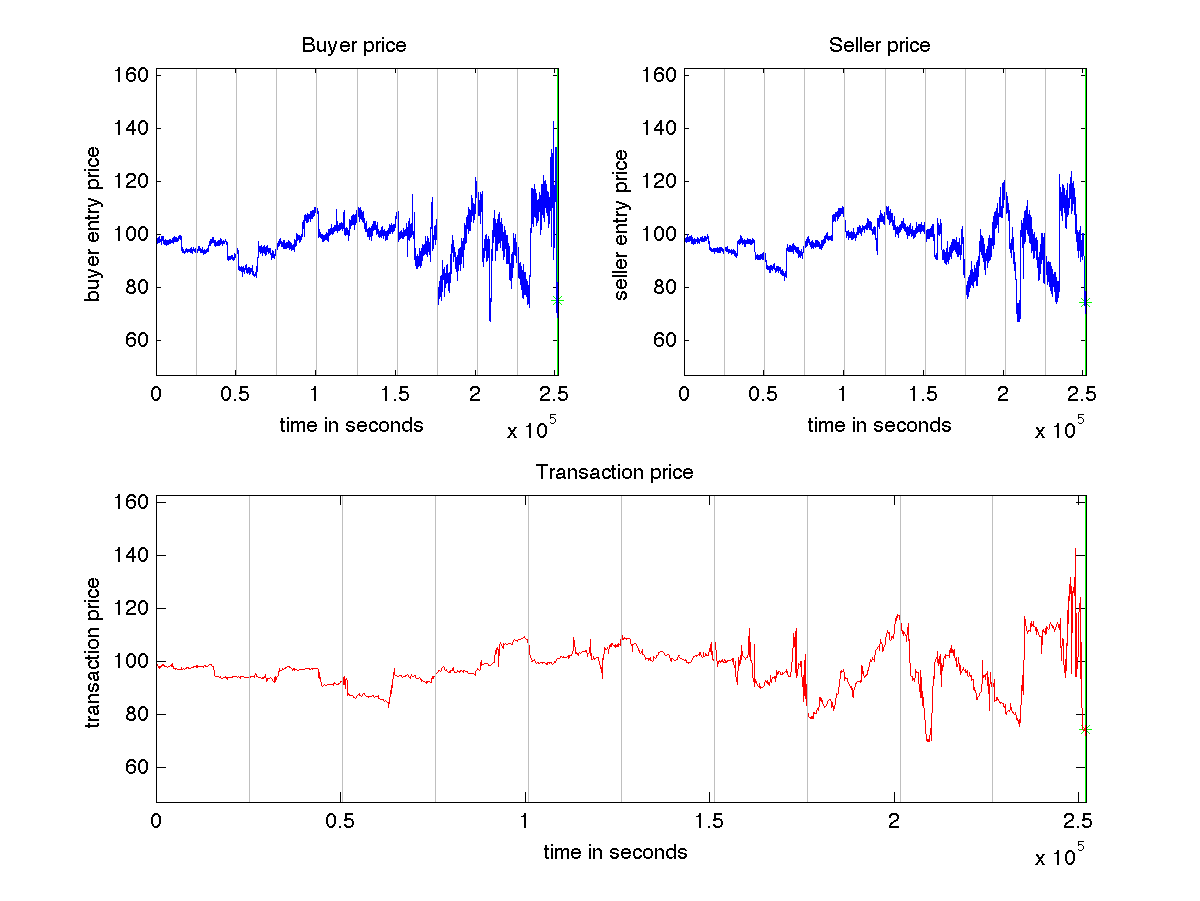 Buyer price
160
140
120
100
80
60
buyer entry price
0 0.5 1 1.5 2 2.5
time in seconds
x 10^5
Seller price
160
140
120
100
80
60
seller entry price
0 0.5 1 1.5 2 2.5
time in seconds
x 10^5
Transaction price
160
140
120
100
80
60
transaction price
0 0.5 1 1.5 2 2.5
time in seconds
x 10^5